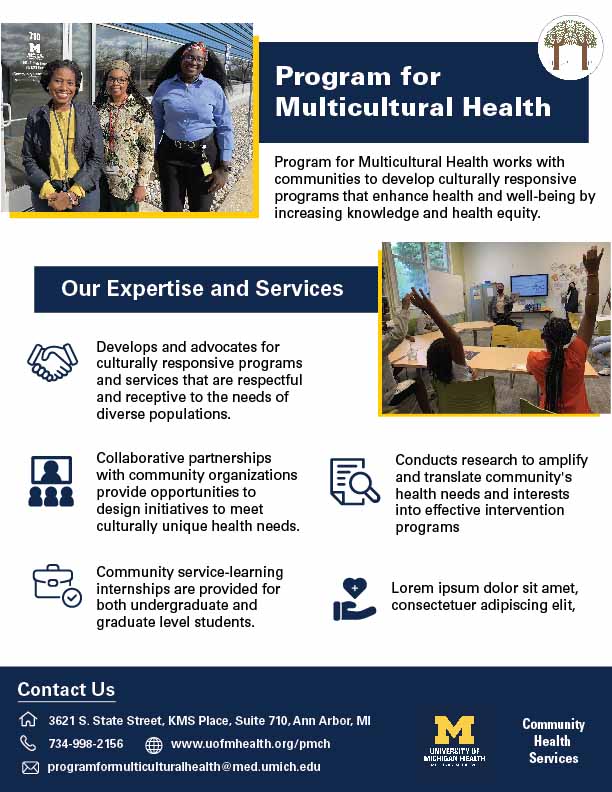 710
M
Program for
Multicultural Health
Program for Multicultural Health works with
communities to develop culturally responsive
programs that enhance health and well-being by
increasing knowledge and health equity.
Our Expertise and Services
Develops and advocates for
culturally responsive programs
and services that are respectful
and receptive to the needs of
diverse populations.
Collaborative partnerships
with community organizations
provide opportunities to
design initiatives to meet
culturally unique health needs.
Conducts research to amplify
and translate community's
health needs and interests
into effective intervention
programs
Community service-learning
internships are provided for
both undergraduate and
graduate level students.
Lorem ipsum dolor sit amet,
consectetuer adipiscing elit,
Contact Us
3621 S. State Street, KMS Place, Suite 710, Ann Arbor, MI
734-998-2156
www.uofmhealth.org/pmch
programformulticulturalhealth@med.umich.edu
M
UNIVERSITY OF
MICHIGAN HEALTH
Community
Health
Services